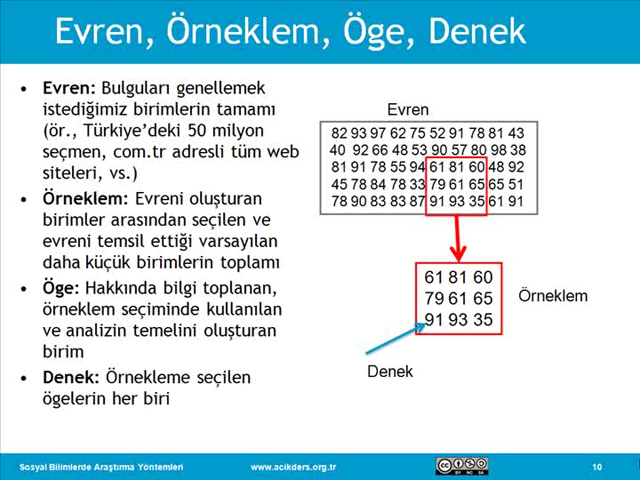 Evren, Örneklem, Öge, Denek
• Evren: Bulguları genellemek
istediğimiz birimlerin tamamı
(ör., Türkiye’deki 50 milyon
seçmen, com.tr adresli tüm web
siteleri, vs.)
• Örneklem: Evreni oluşturan
birimler arasından seçilen ve
evreni temsil ettiği varsayılan
daha küçük birimlerin toplamı
• Öge: Hakkında bilgi toplanan,
örneklem seçiminde kullanılan
ve analizin temelini oluşturan
birim
• Denek: Örnekleme seçilen
ögelerin her biri
Evren
82 93 97 62 75 52 91 78 81 43
40 92 66 48 53 90 57 80 98 38
81 91 78 55 94 61 81 60 48 92
45 78 84 78 33 79 61 65 65 51
78 90 83 83 87 91 93 35 61 91
61 81 60
79 61 65
91 93 35
Örneklem
Denek
Sosyal Bilimlerde Araştırma Yöntemleri www.acikders.org.tr 10
cc BY NC SA